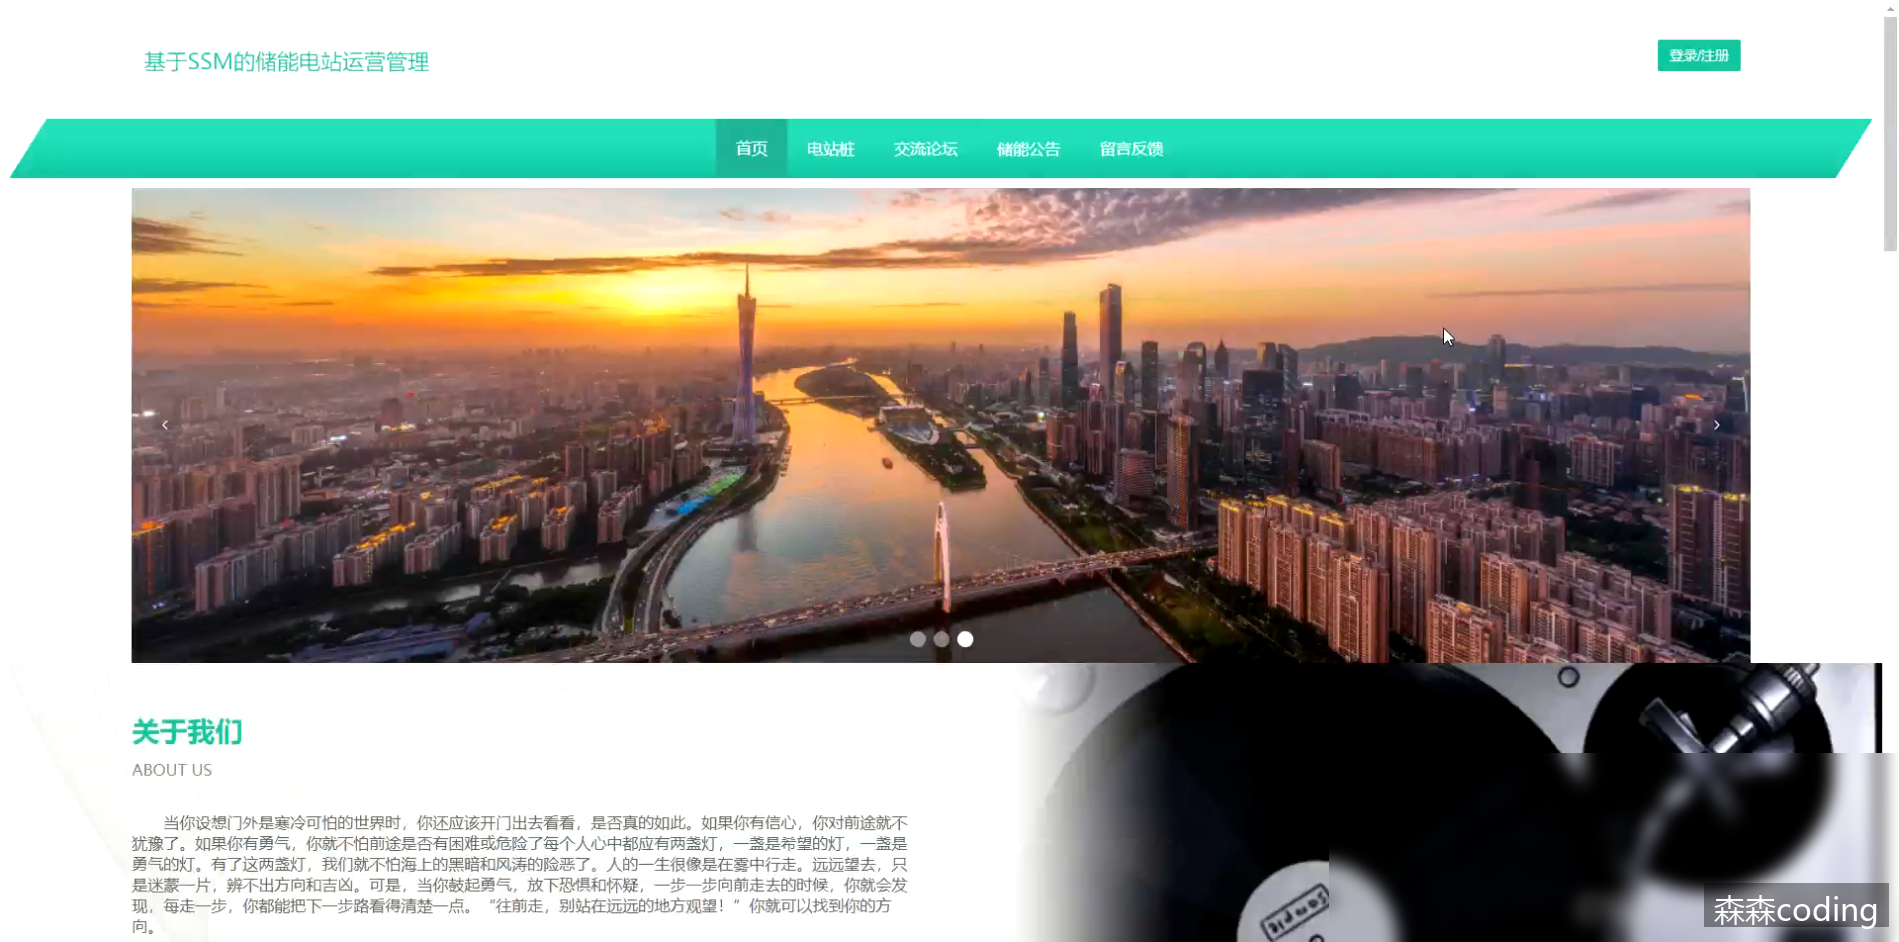 基于SSM的储能电站运营管理
登录/注册
首页 电站桩 交流论坛 储能公告 留言反馈
关于我们
ABOUT US
当你设想门外是寒冷可怕的世界时，你还应该开门出去看看，是否真的如此。如果你有信心，你对前途就不
犹豫了。如果你有勇气，你就不怕前途是否有困难或危险了每个人心中都应有两盏灯，一盏是希望的灯，一盏是
勇气的灯。有了这两盏灯，我们就不怕海上的黑暗和风涛的险恶了。人的一生很像是在雾中行走。远远望去，只
是迷蒙一片，辨不出方向和吉凶。可是，当你鼓起勇气，放下恐惧和怀疑，一步一步向前走去的时候，你就会发
现，每走一步，你都能把下一步路看得清楚一点。“往前走，别站在远远的地方观望！”你就可以找到你的方
向。
森森coding